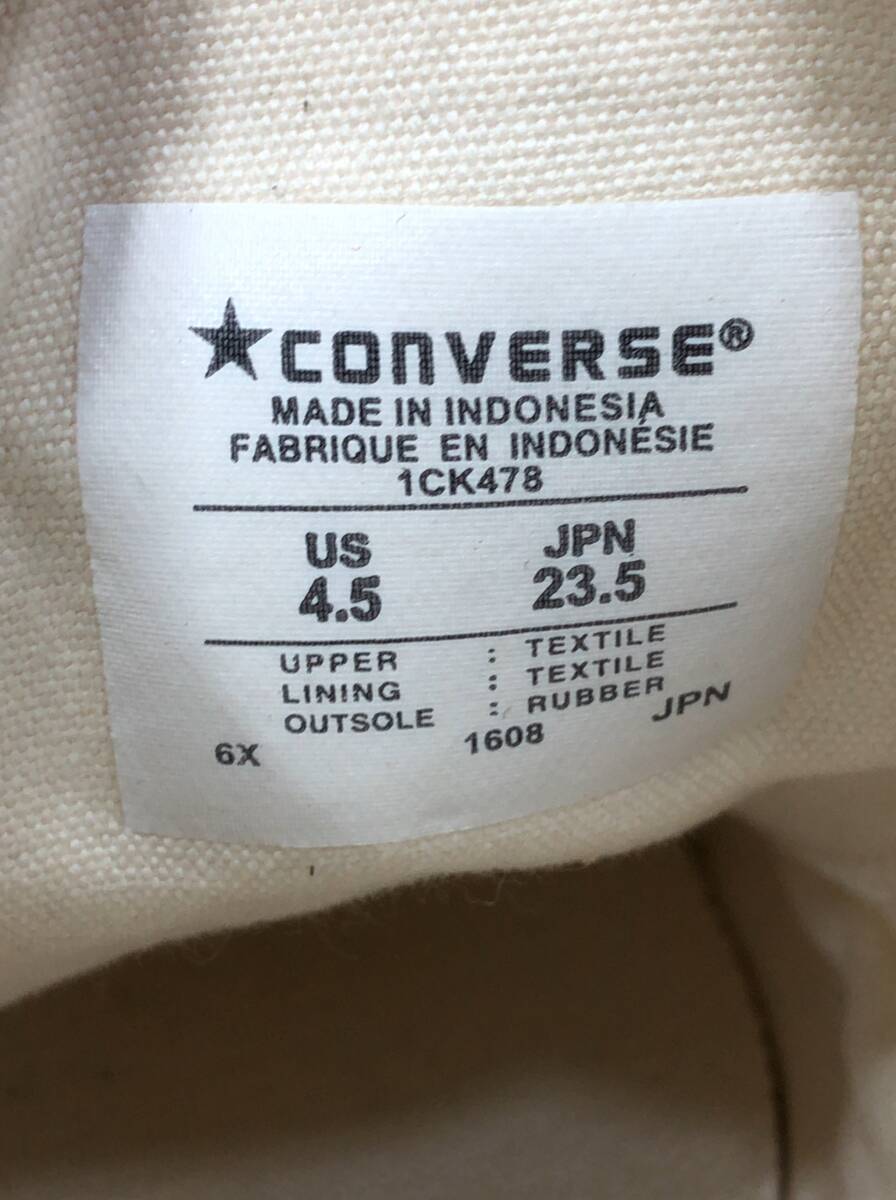 ★CONVERSE®
MADE IN INDONESIA
FABRIQUE EN INDONÉSIE
1CK478
US JPN
4.5 23.5
UPPER : TEXTILE
LINING : TEXTILE
OUTSOLE : RUBBER
6X 1608 JPN